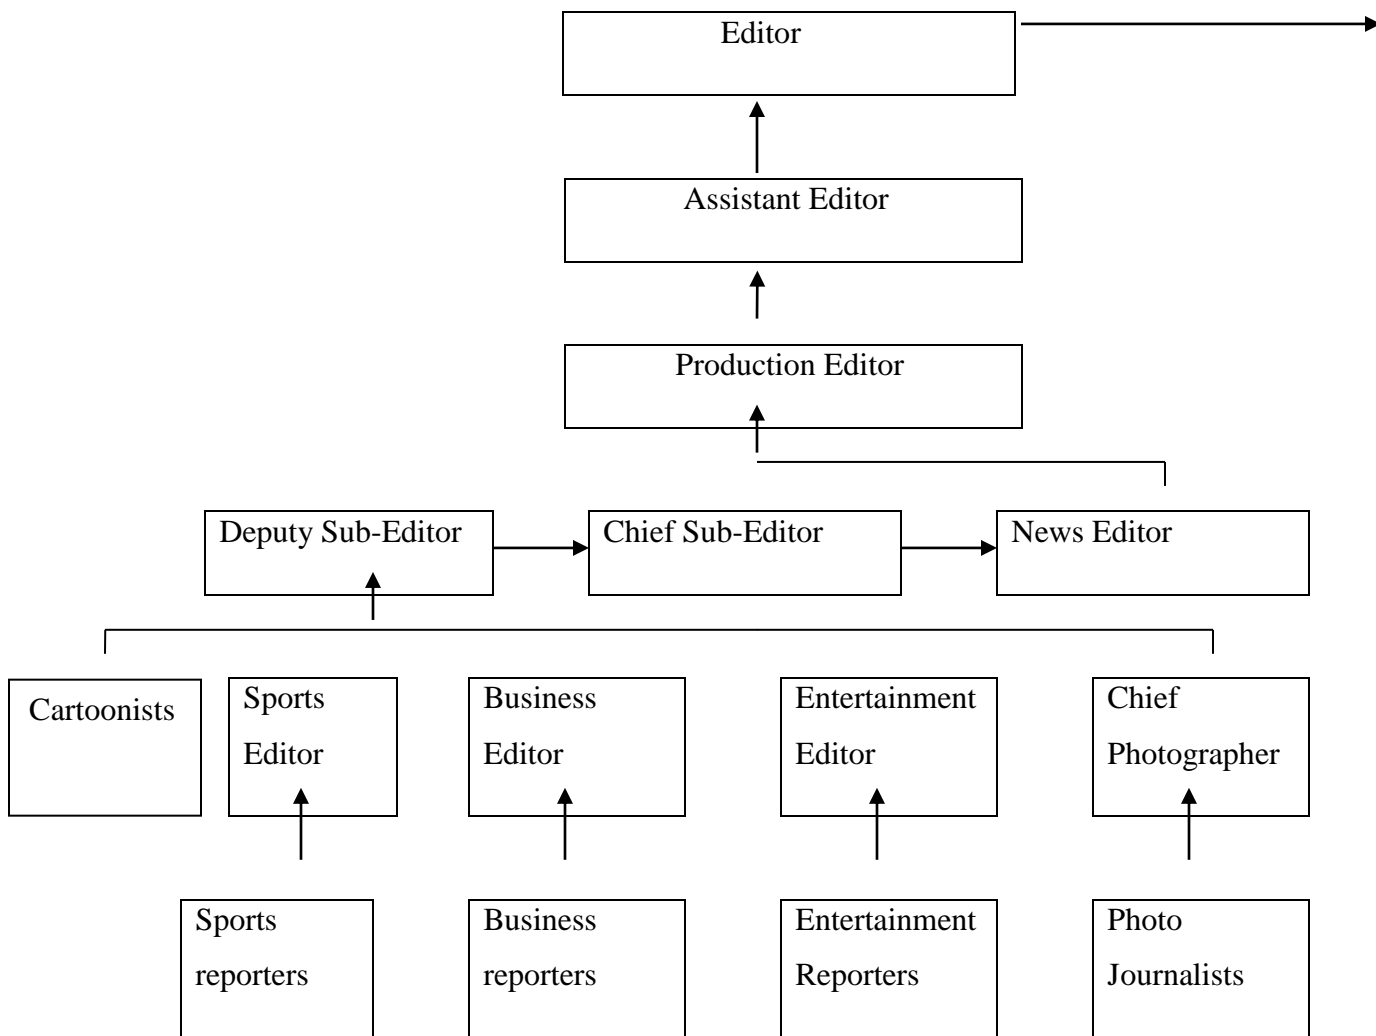 Editor
Assistant Editor
Production Editor
Deputy Sub-Editor
Chief Sub-Editor
News Editor
Cartoonists
Sports
Editor
Business
Editor
Entertainment
Editor
Chief
Photographer
Sports
reporters
Business
reporters
Entertainment
Reporters
Photo
Journalists